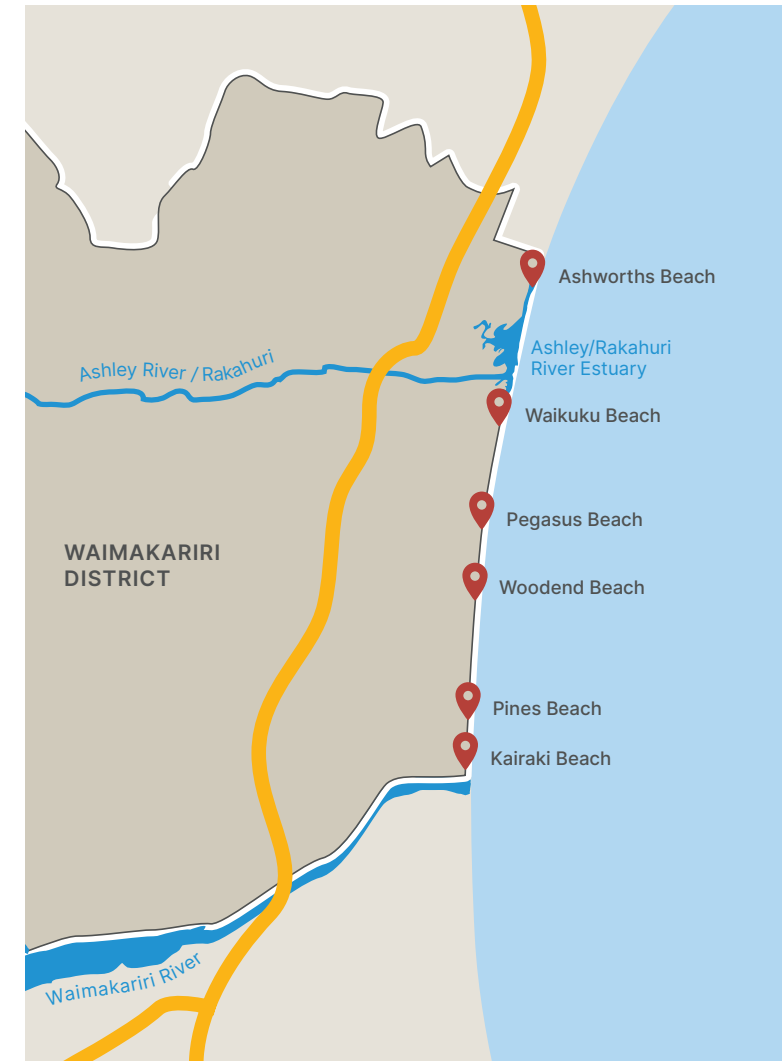 Ashworths Beach
Ashley/Rakahuri
River Estuary
Ashley River / Rakahuri
Waikuku Beach
Pegasus Beach
WAIMAKARIRI
DISTRICT
Woodend Beach
Pines Beach
Kairaki Beach
Waimakariri River